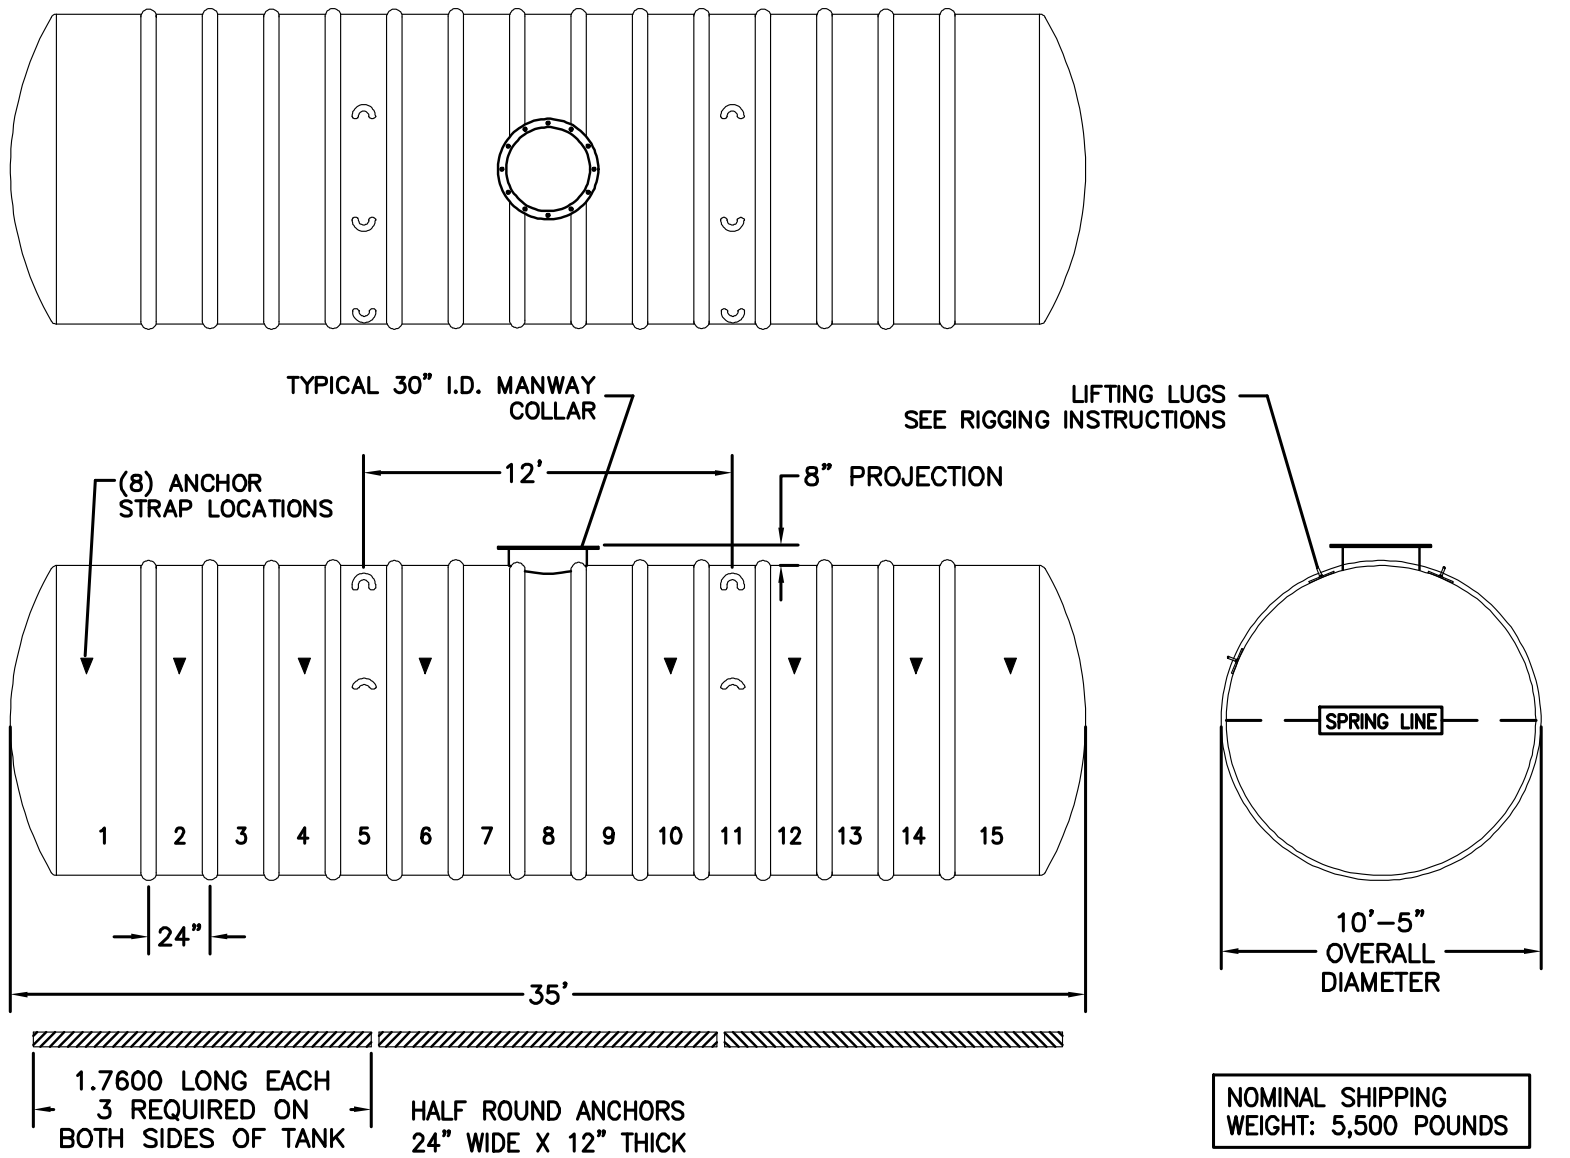 TYPICAL 30" I.D. MANWAY
COLLAR
LIFTING LUGS
SEE RIGGING INSTRUCTIONS
(8) ANCHOR
STRAP LOCATIONS
12'
8" PROJECTION
SPRING LINE
1 2 3 4 5 6 7 8 9 10 11 12 13 14 15
24"
10'-5"
OVERALL
DIAMETER
35'
1.7600 LONG EACH
3 REQUIRED ON
BOTH SIDES OF TANK
HALF ROUND ANCHORS
24" WIDE X 12" THICK
NOMINAL SHIPPING
WEIGHT: 5,500 POUNDS